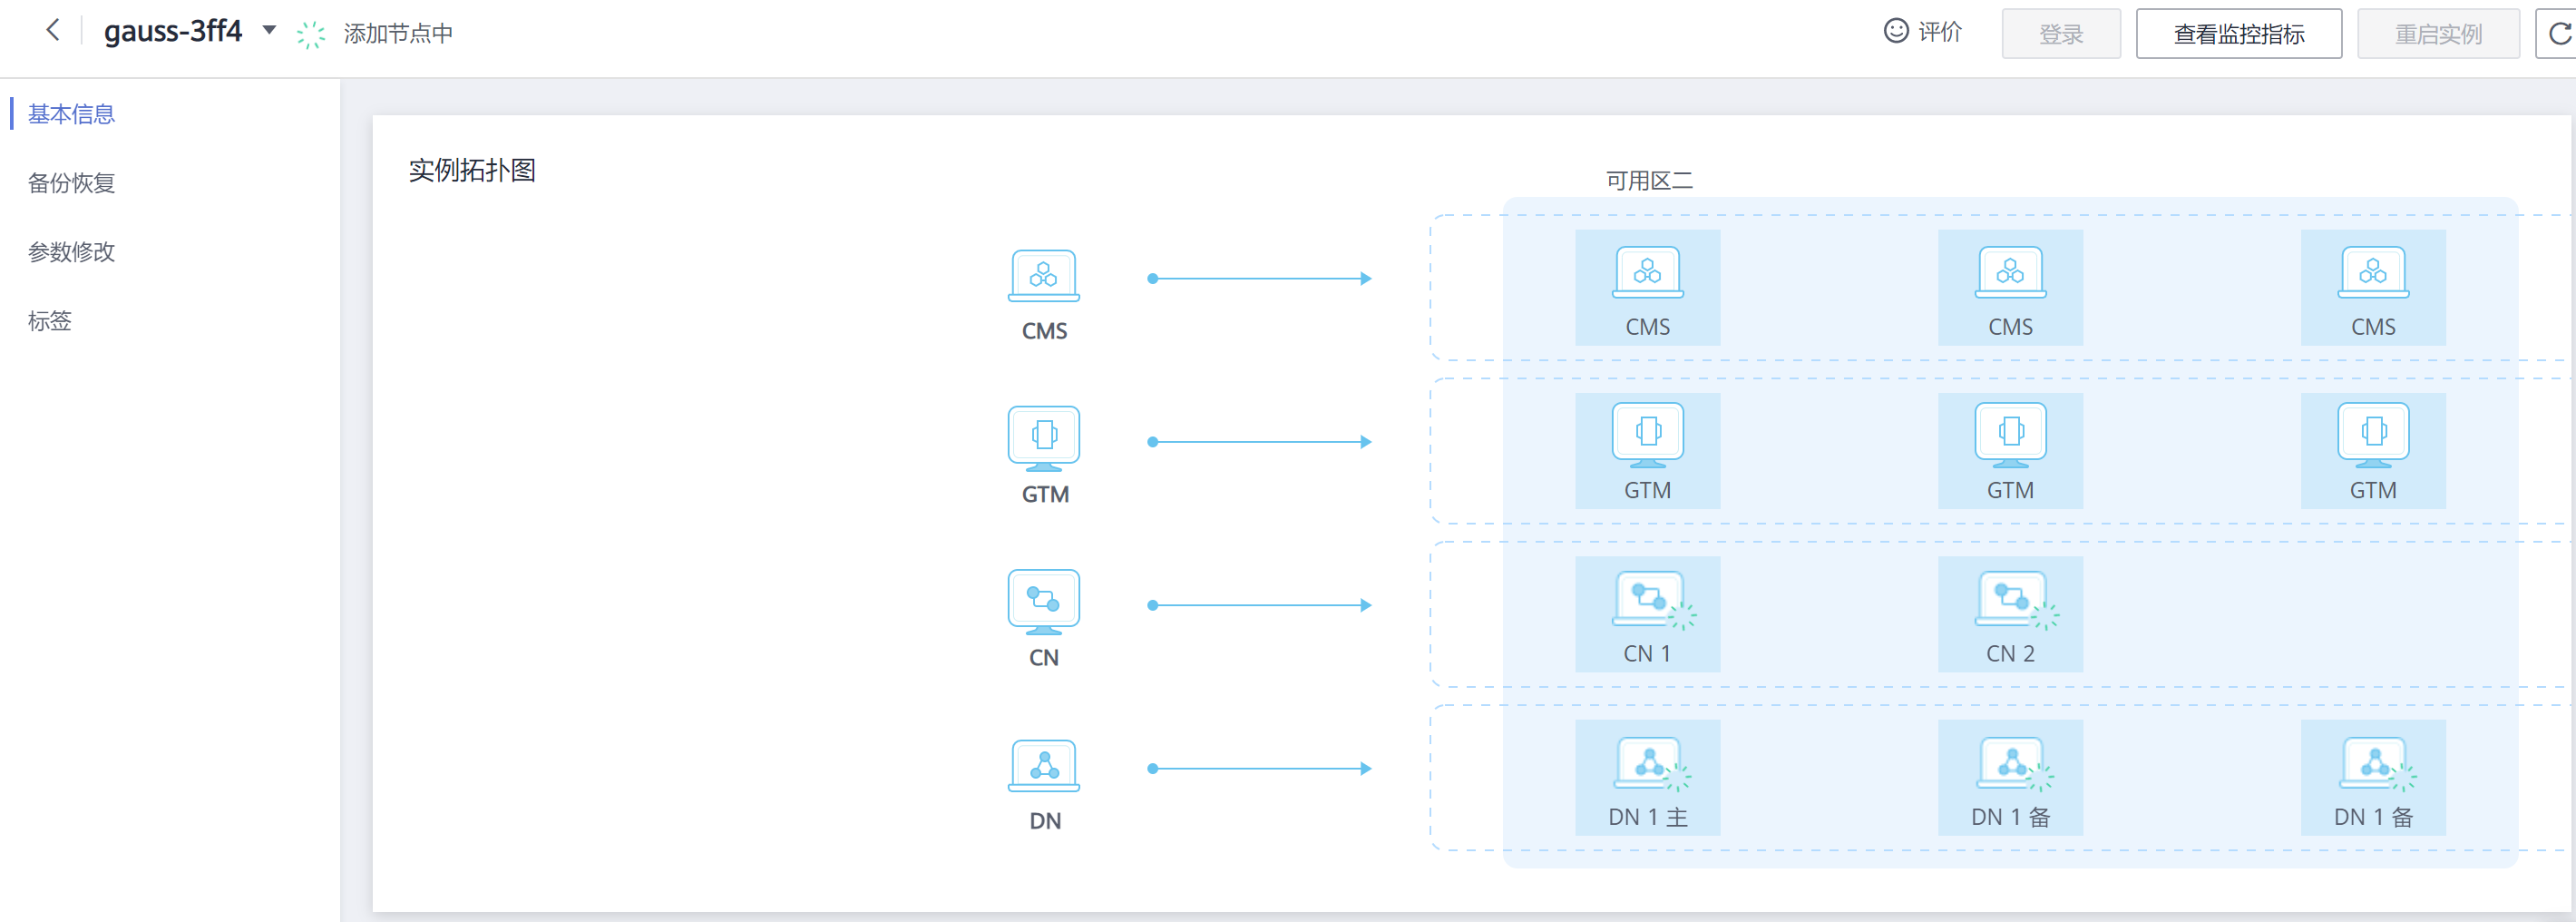 gauss-3ff4 添加节点中 评价 登录 查看监控指标 重启实例
基本信息
备份恢复
参数修改
标签
实例拓扑图
可用区二
CMS CMS CMS CMS
GTM GTM GTM GTM
CN CN 1 CN 2
DN DN 1 主 DN 1 备 DN 1 备